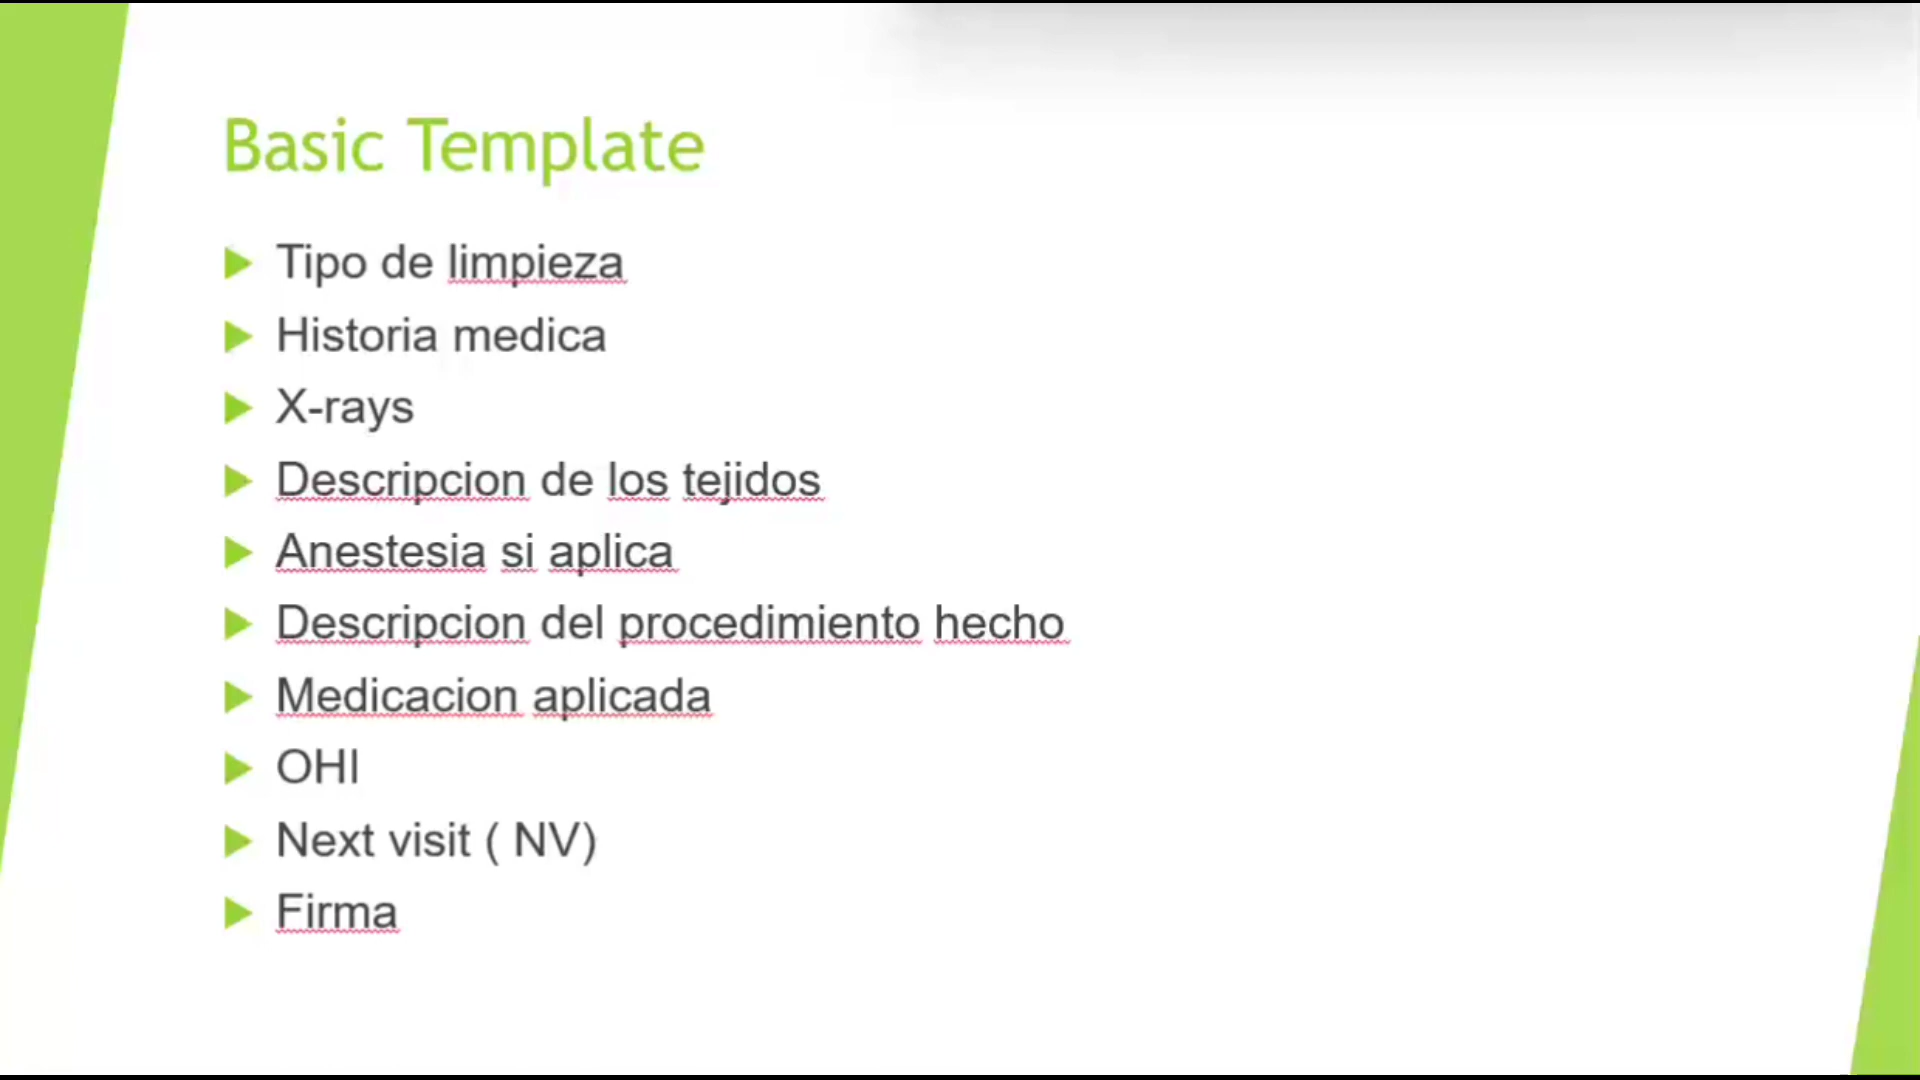 Basic Template
Tipo de limpieza
Historia medica
X-rays
Descripcion de los tejidos
Anestesia si aplica
Descripcion del procedimiento hecho
Medicacion aplicada
OHI
Next visit ( NV)
Firma